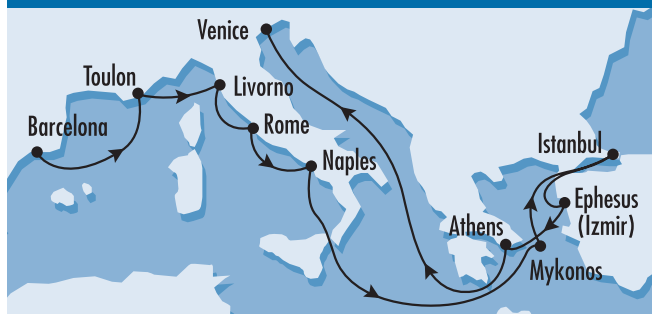 Venice
Toulon
Livorno
Barcelona
Rome
Naples
Istanbul
Ephesus
(Izmir)
Athens
Mykonos